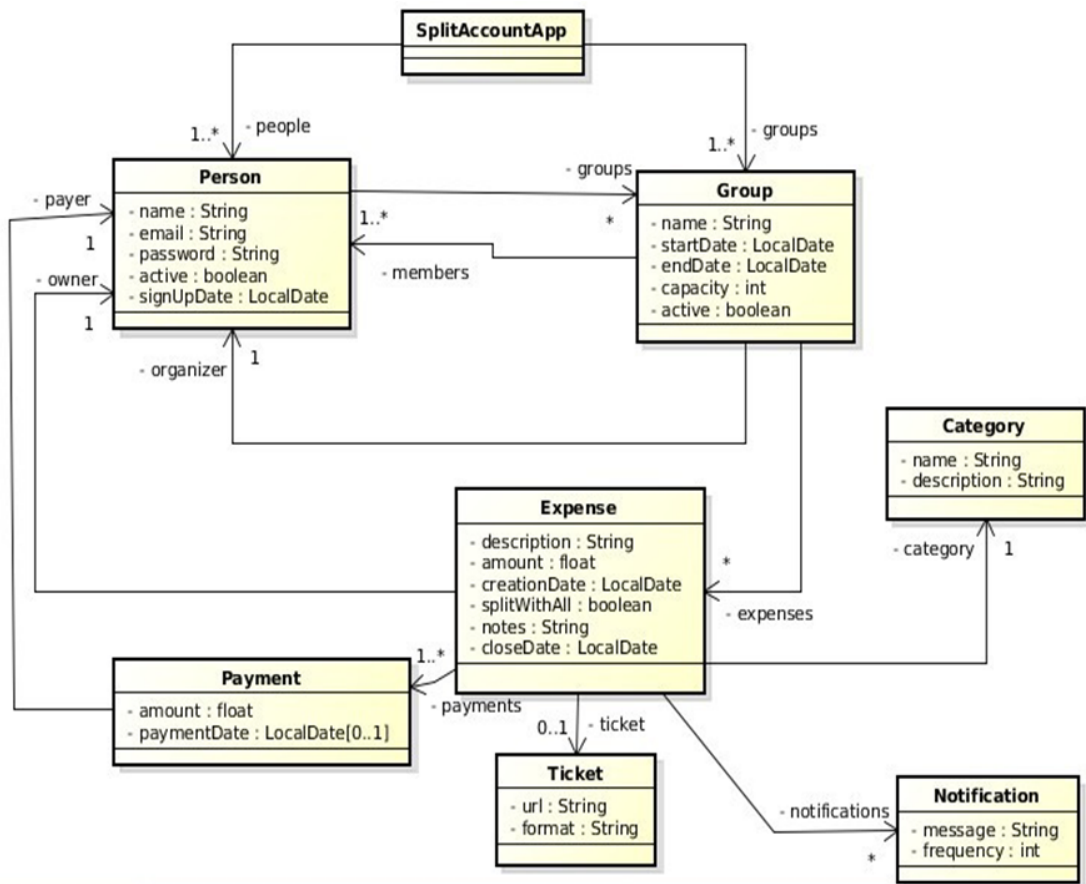 SplitAccountApp
- people
1..*
- groups
1..*
Person
- name : String
- email : String
- password : String
- active : boolean
- signUpDate : LocalDate
- groups
*
Group
- name : String
- startDate : LocalDate
- endDate : LocalDate
- capacity : int
- active : boolean
- payer
1
- owner
1
1..*
- members
- organizer
1
Category
- name : String
- description : String
- category
1
Expense
- description : String
- amount : float
- creationDate : LocalDate
- splitWithAll : boolean
- notes : String
- closeDate : LocalDate
*
- expenses
Payment
- amount : float
- paymentDate : LocalDate[0..1]
1..*
- payments
0..1
- ticket
Ticket
- url : String
- format : String
- notifications
*
Notification
- message : String
- frequency : int